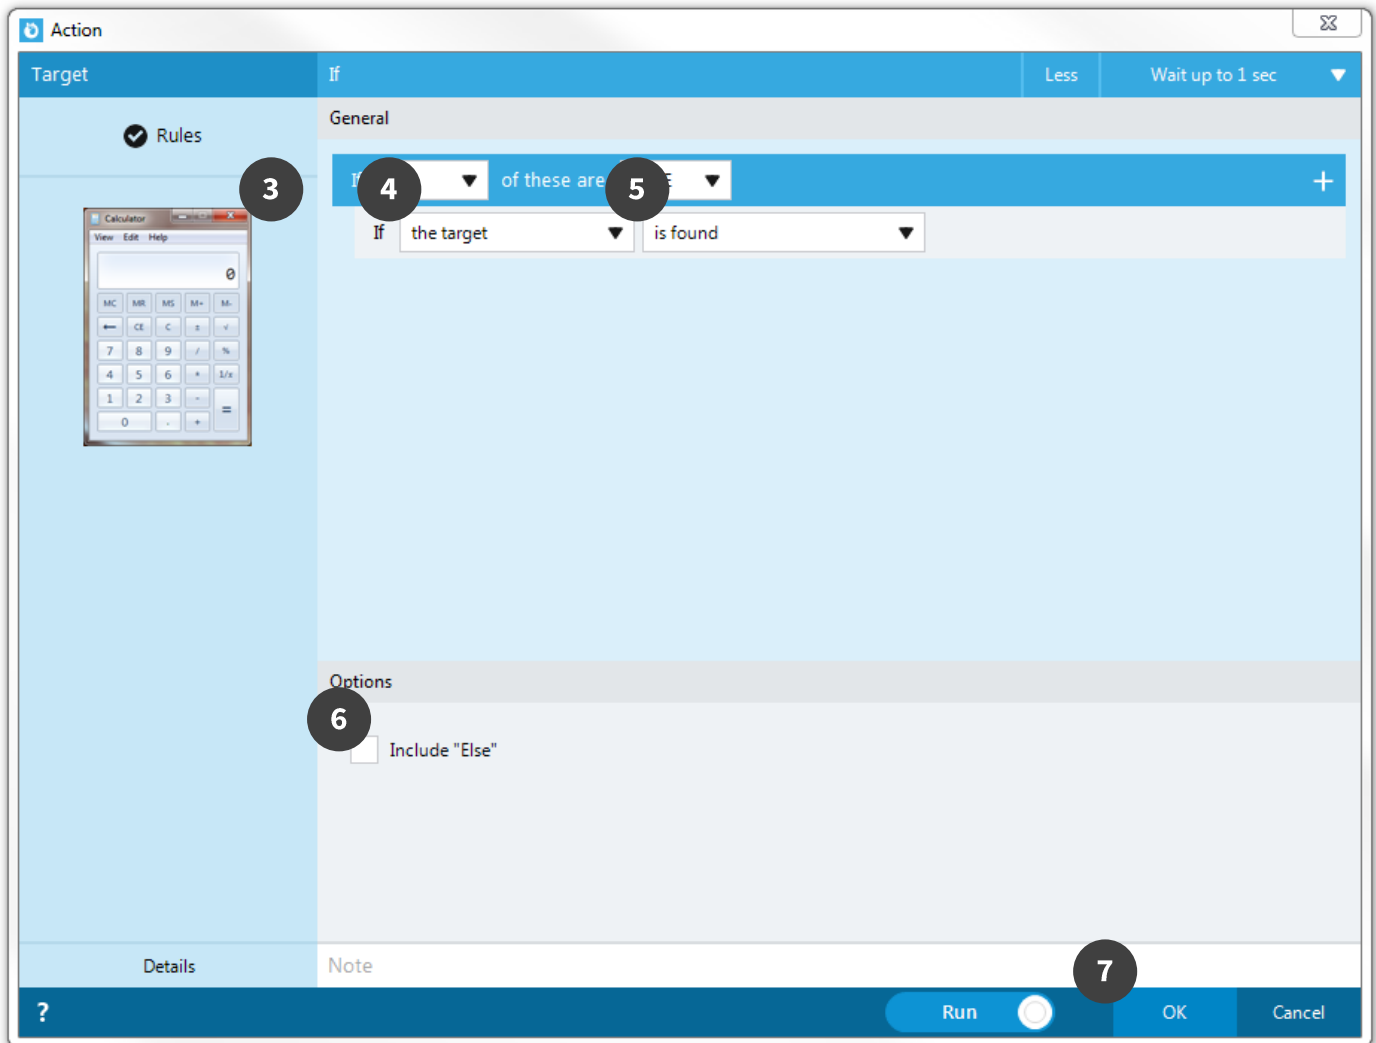 Action
Target
If
Less
Wait up to 1 sec
Rules
General
3
If
4
of these are
5
E
+
If
the target
is found
Calculator
View Edit Help
0
MC MR MS M+ M-
← CE C ± √
7 8 9 / %
4 5 6 * 1/x
1 2 3 - =
0 . +
Options
6
Include "Else"
Details
Note
7
?
Run
OK
Cancel